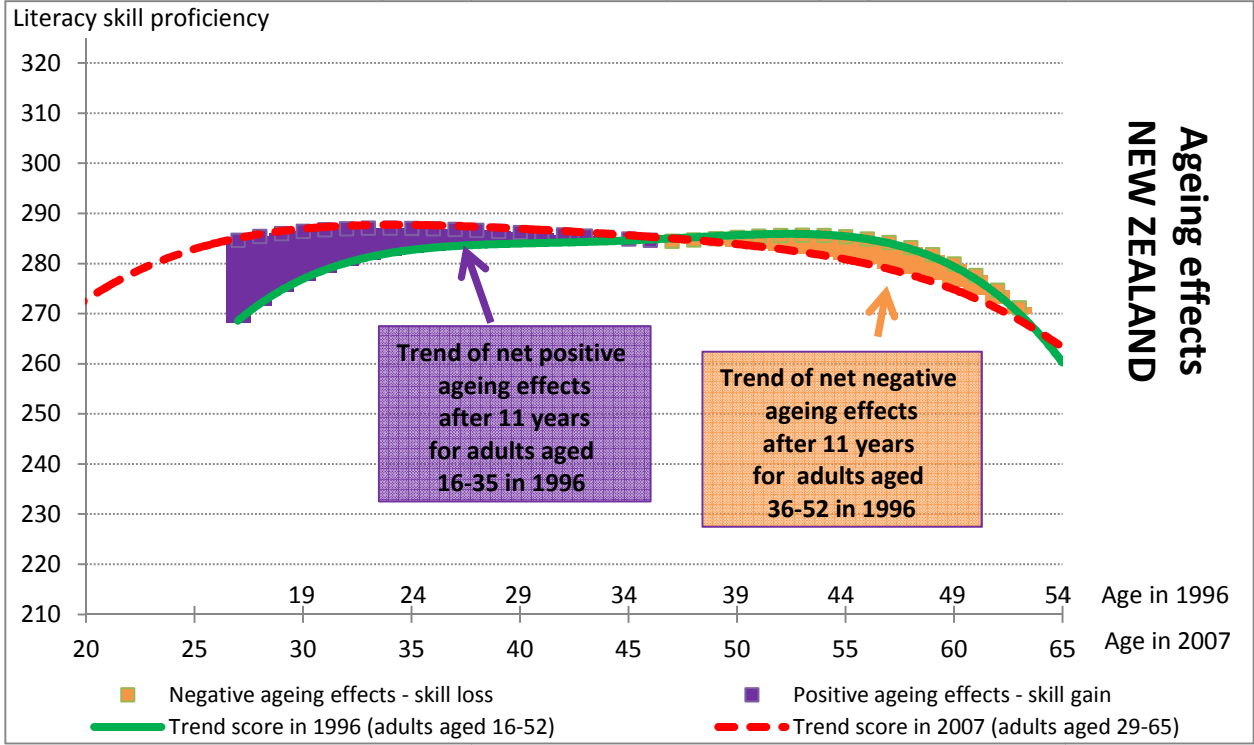 Literacy skill proficiency
320
310
300
290
280
270
260
250
240
230
220
210
Ageing effects
NEW ZEALAND
Trend of net positive
ageing effects
after 11 years
for adults aged
16-35 in 1996
Trend of net negative
ageing effects
after 11 years
for adults aged
36-52 in 1996
19 24 29 34 39 44 49 54 Age in 1996
20 25 30 35 40 45 50 55 60 65 Age in 2007
Negative ageing effects - skill loss Positive ageing effects - skill gain
Trend score in 1996 (adults aged 16-52) Trend score in 2007 (adults aged 29-65)